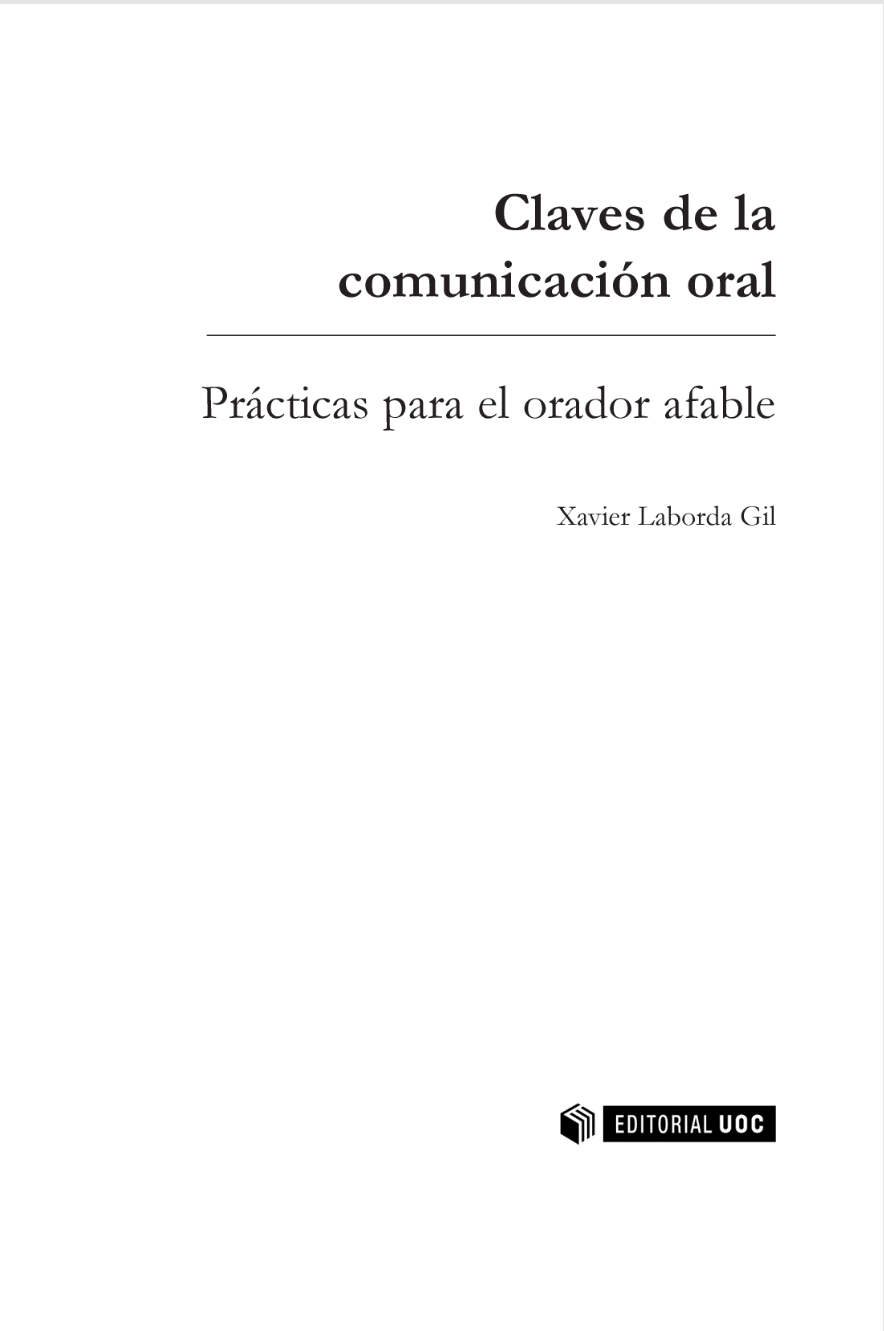 Claves de la
comunicación oral
Prácticas para el orador afable
Xavier Laborda Gil
EDITORIAL UOC